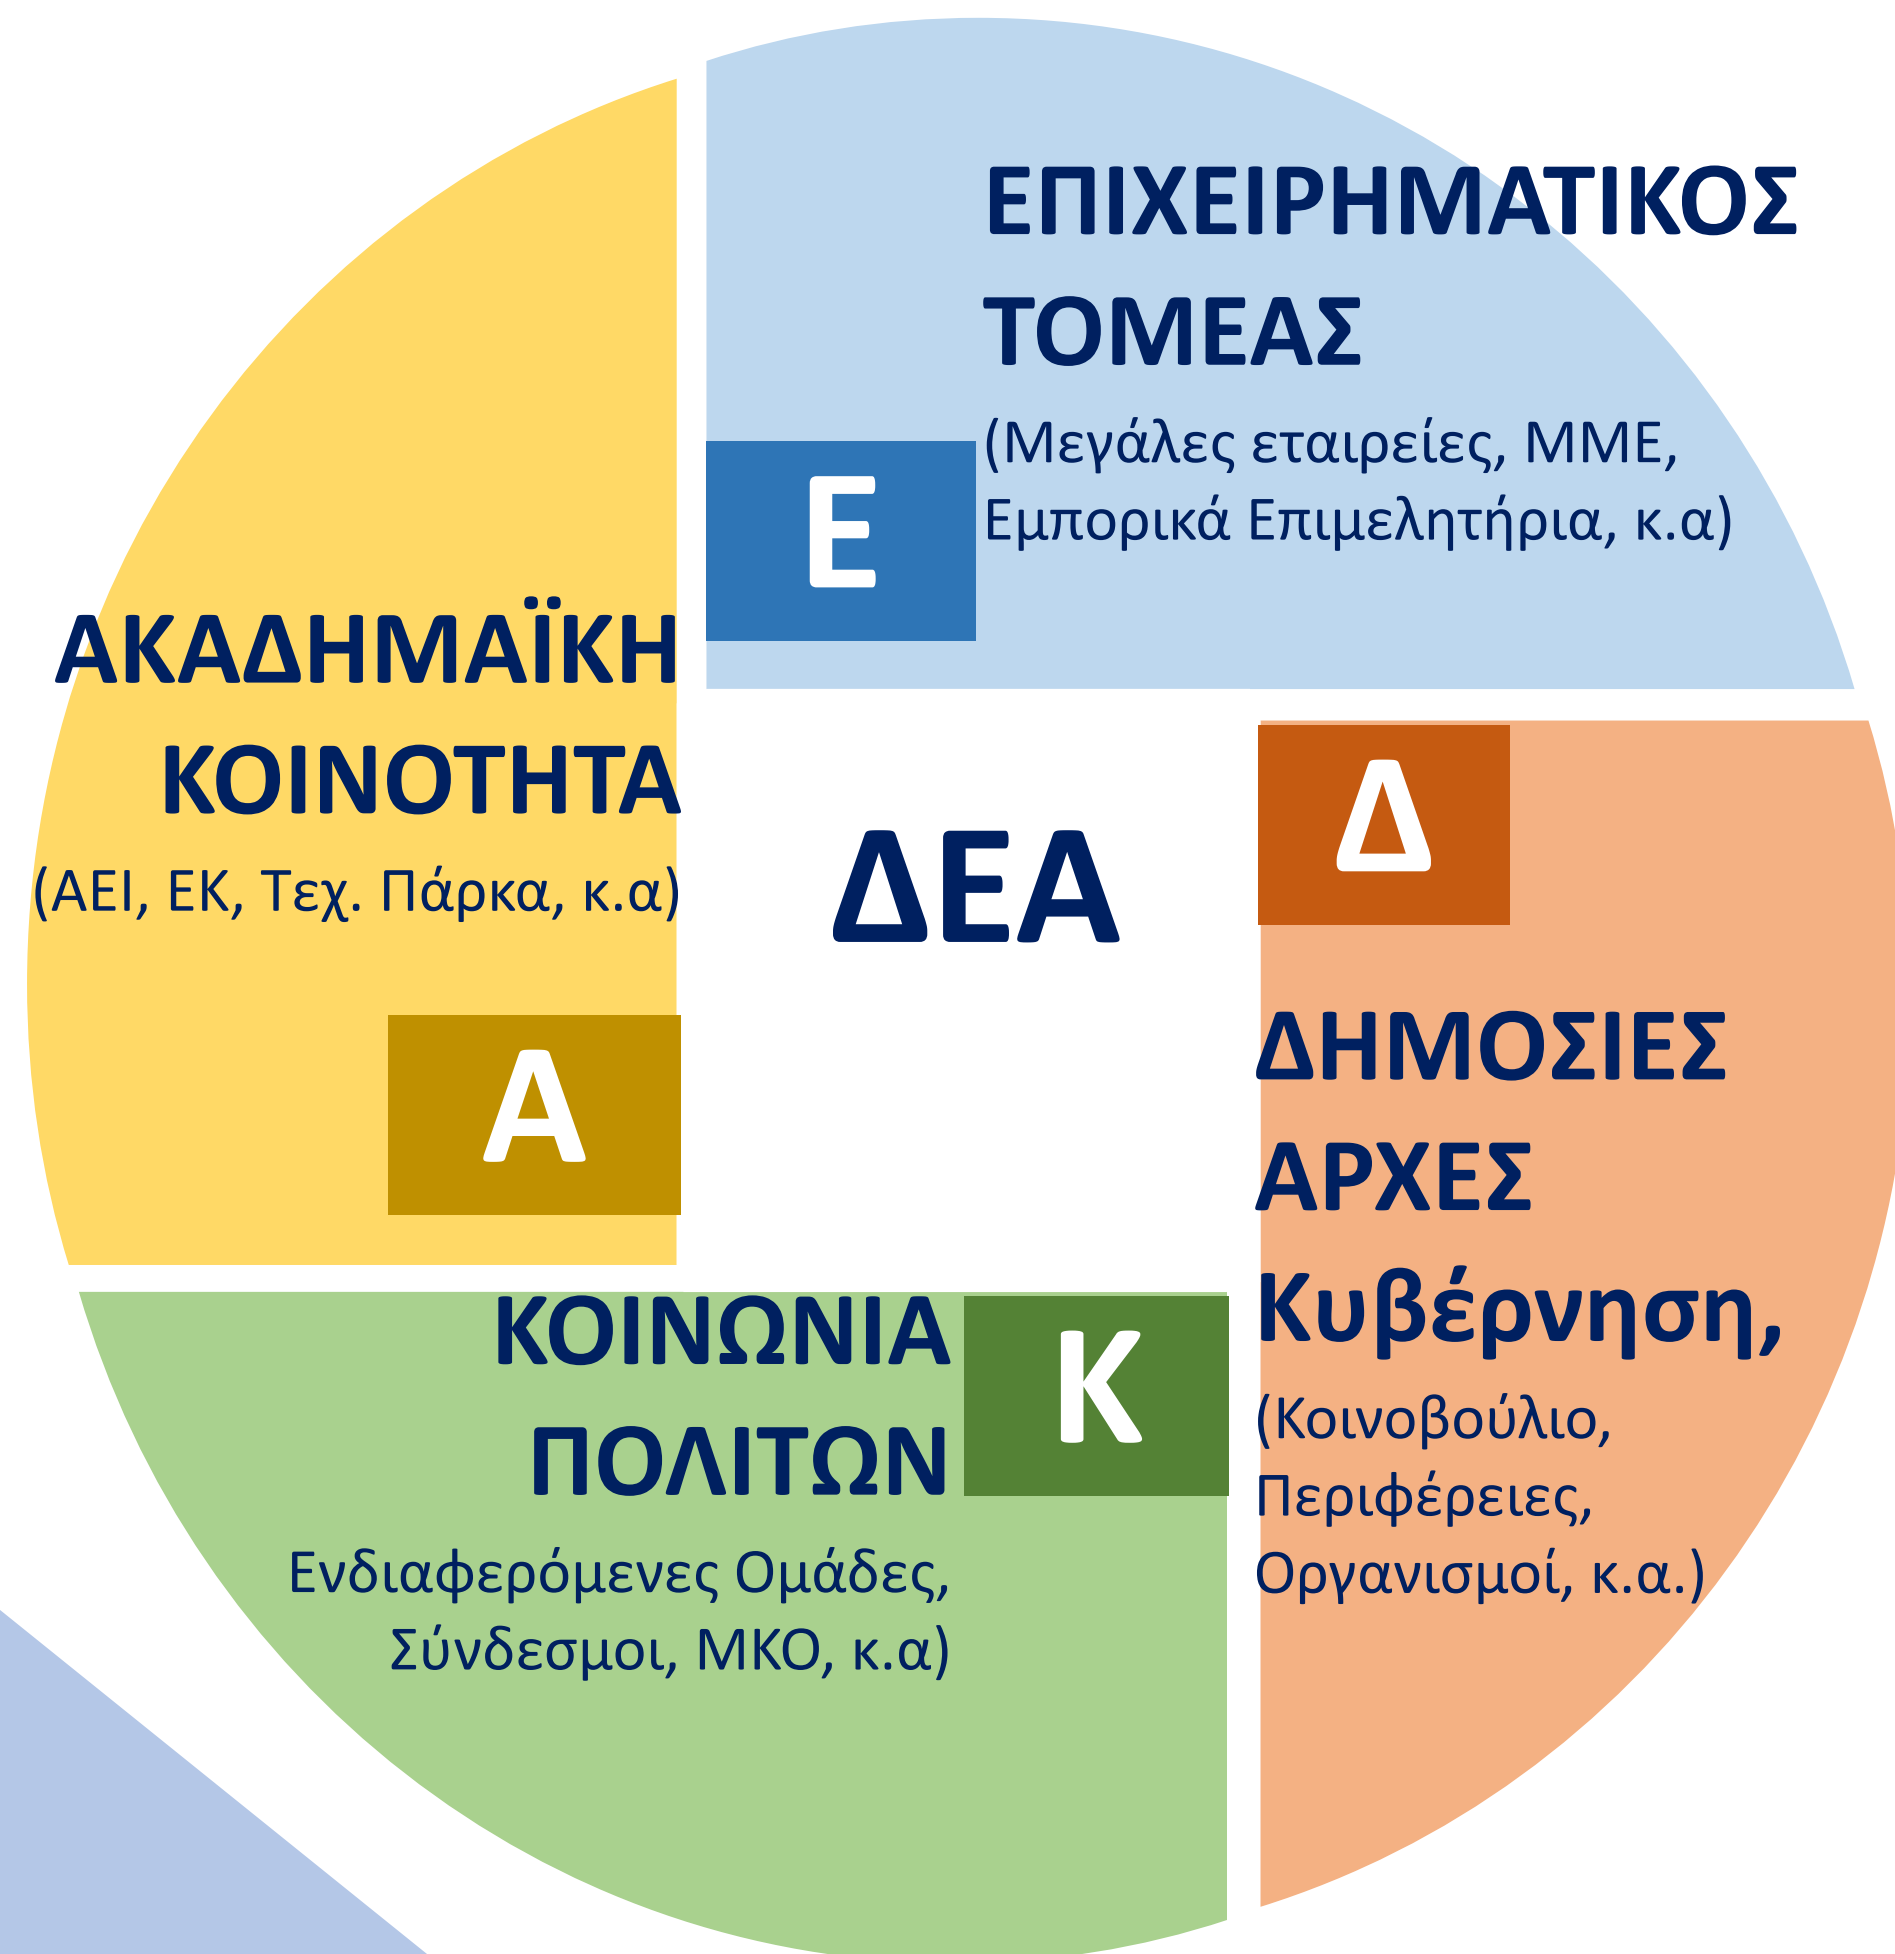 ΕΠΙΧΕΙΡΗΜΑΤΙΚΟΣ
ΤΟΜΕΑΣ
(Μεγάλες εταιρείες, ΜΜΕ,
Εμπορικά Επιμελητήρια, κ.α)
Ε
ΑΚΑΔΗΜΑΪΚΗ
ΚΟΙΝΟΤΗΤΑ
(ΑΕΙ, ΕΚ, Τεχ. Πάρκα, κ.α)
Α
ΔΕΑ
Δ
ΔΗΜΟΣΙΕΣ
ΑΡΧΕΣ
Κυβέρνηση,
(Κοινοβούλιο,
Περιφέρειες,
Οργανισμοί, κ.α.)
ΚΟΙΝΩΝΙΑ
ΠΟΛΙΤΩΝ
Ενδιαφερόμενες Ομάδες,
Σύνδεσμοι, ΜΚΟ, κ.α)
Κ